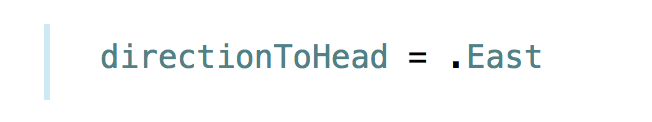 directionToHead = .East